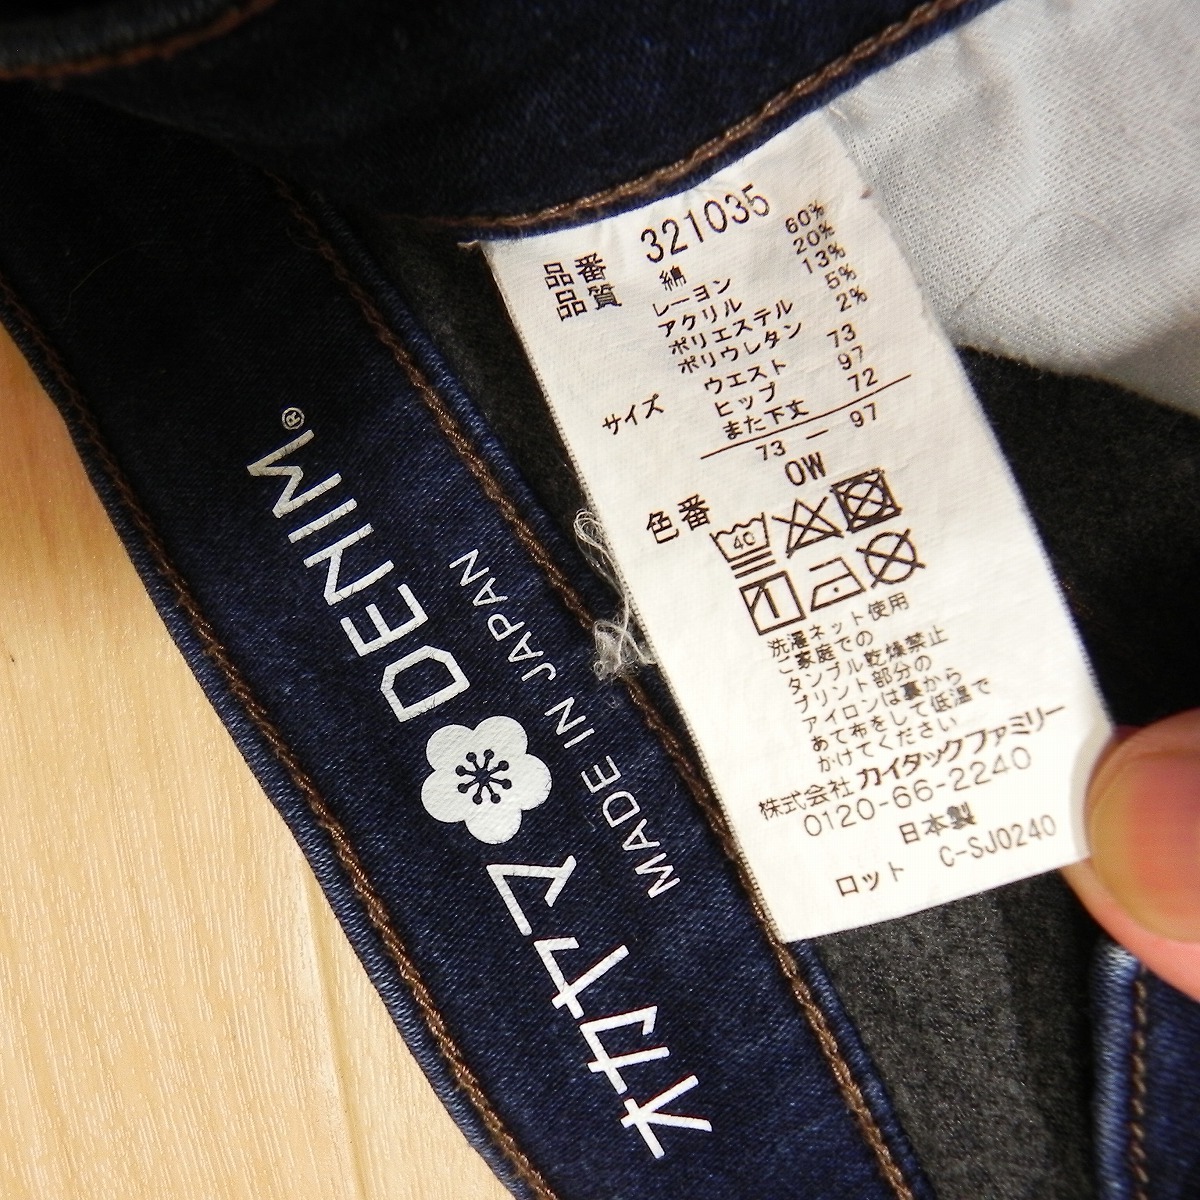 品番 321035
品質 綿 60%
レーヨン 20%
アクリル 13%
ポリエステル 5%
ポリウレタン 2%
サイズ ウエスト 73
ヒップ 97
また下丈 72
73 － 97
色番 OW
40
洗濯ネット使用
ご家庭での
タンブル乾燥禁止
プリント部分の
アイロンは裏から
あて布をして低温で
かけてください
株式会社カイタックファミリー
0120-66-2240
日本製
ロット C-SJ0240
オカヤマ DENIM®
MADE IN JAPAN